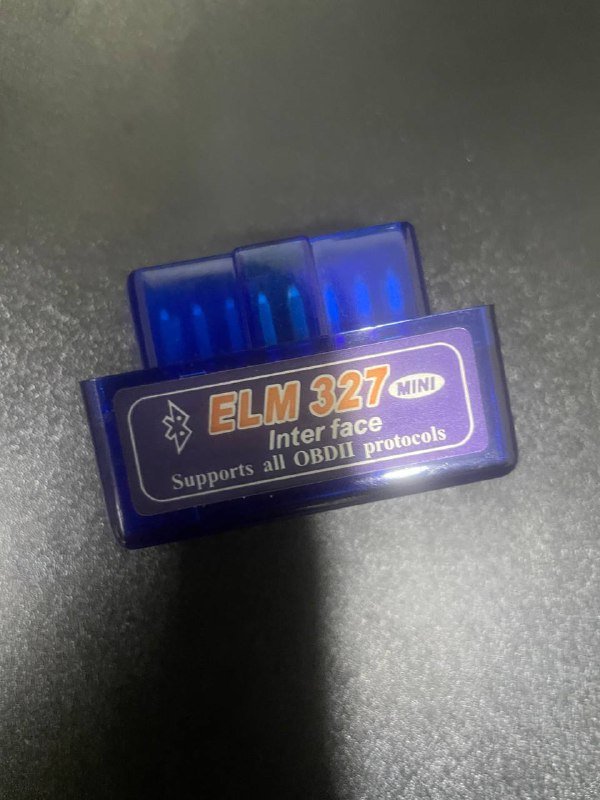 ELM 327 MINI
Inter face
Supports all OBDII protocols